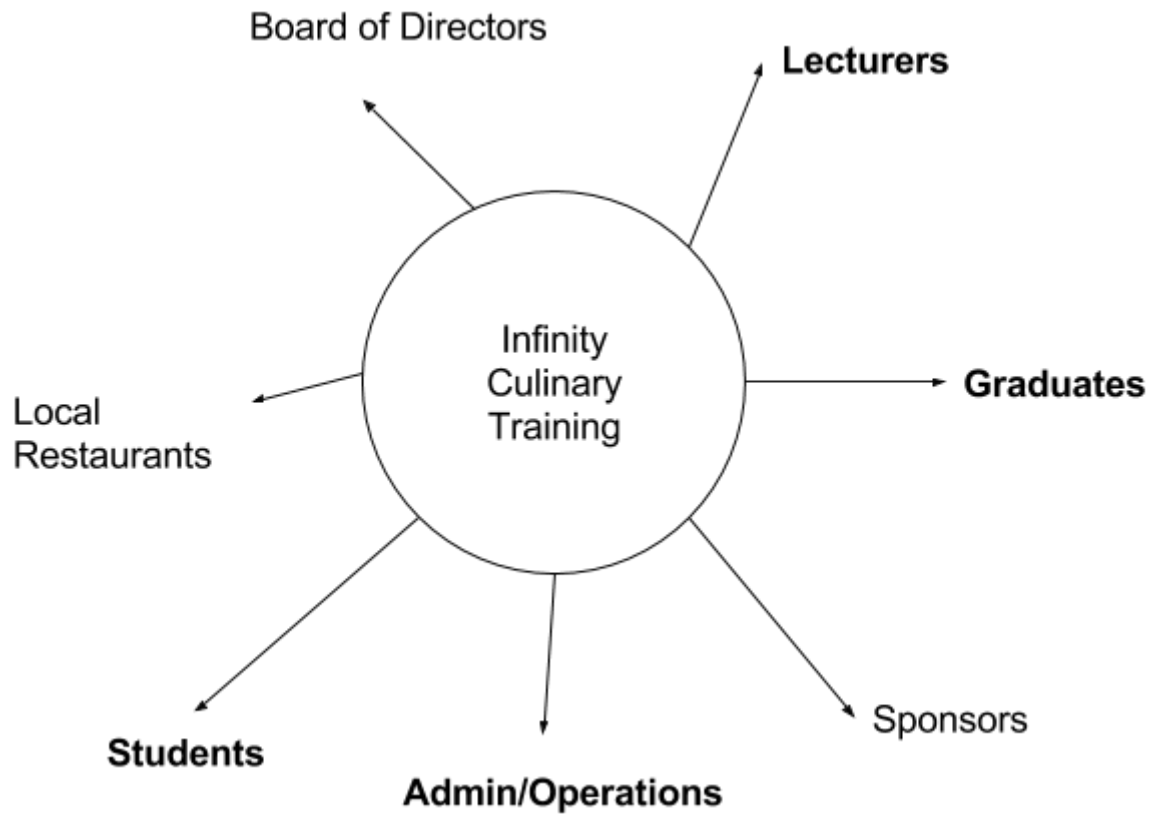 Board of Directors
Lecturers
Infinity
Culinary
Training
Graduates
Local
Restaurants
Sponsors
Students
Admin/Operations